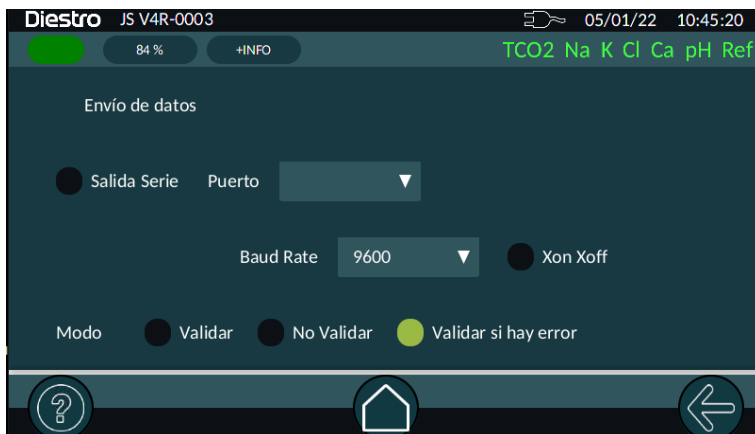 Diestro JS V4R-0003 05/01/22 10:45:20
84 % +INFO TCO2 Na K Cl Ca pH Ref
Envío de datos
Salida Serie Puerto ▼
Baud Rate 9600 ▼ Xon Xoff
Modo Validar No Validar Validar si hay error
?